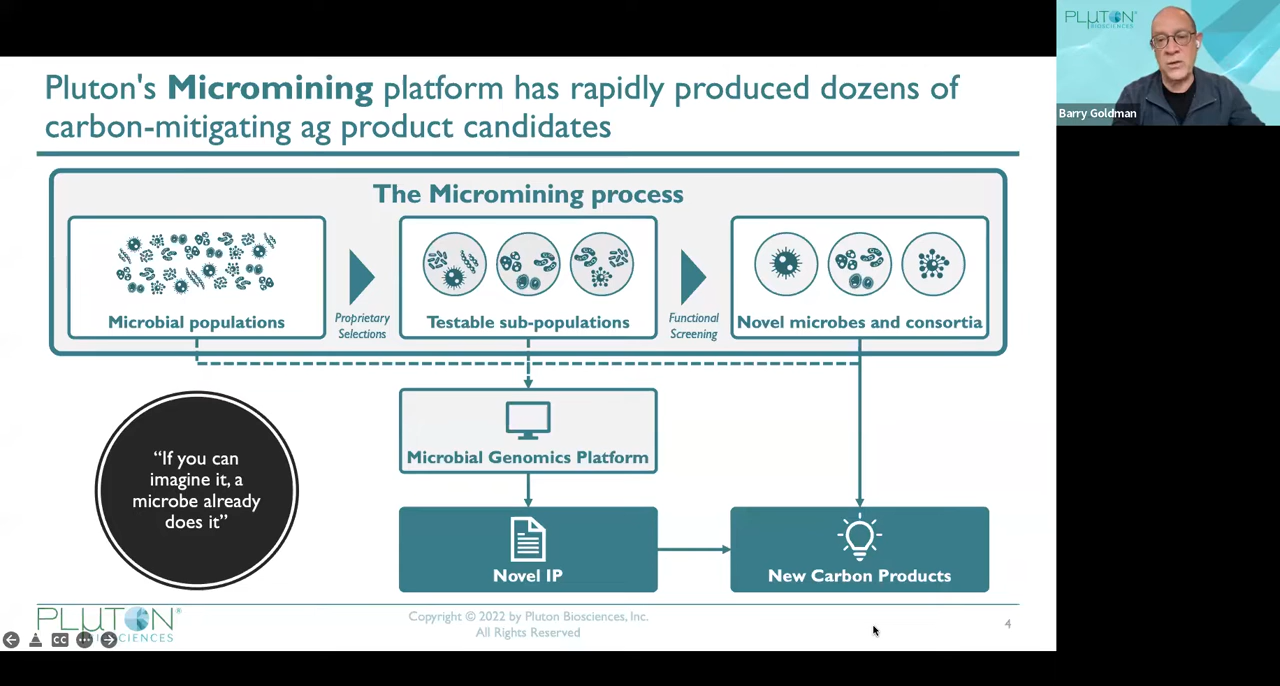 Pluton's Micromining platform has rapidly produced dozens of
carbon-mitigating ag product candidates
The Micromining process
Microbial populations
Proprietary
Selections
Testable sub-populations
Functional
Screening
Novel microbes and consortia
Microbial Genomics Platform
“If you can
imagine it, a
microbe already
does it”
Novel IP
New Carbon Products
PLUTON®
BIOSCIENCES
Copyright © 2022 by Pluton Biosciences, Inc.
All Rights Reserved
4
CC
PLUTON®
BIOSCIENCES
Barry Goldman